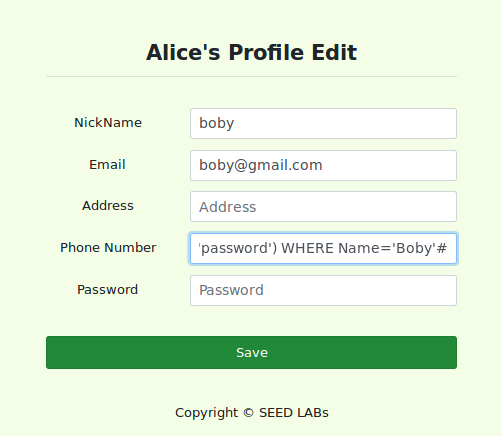 Alice's Profile Edit
NickName boby
Email boby@gmail.com
Address Address
Phone Number 'password') WHERE Name='Boby'#
Password Password
Save
Copyright © SEED LABs